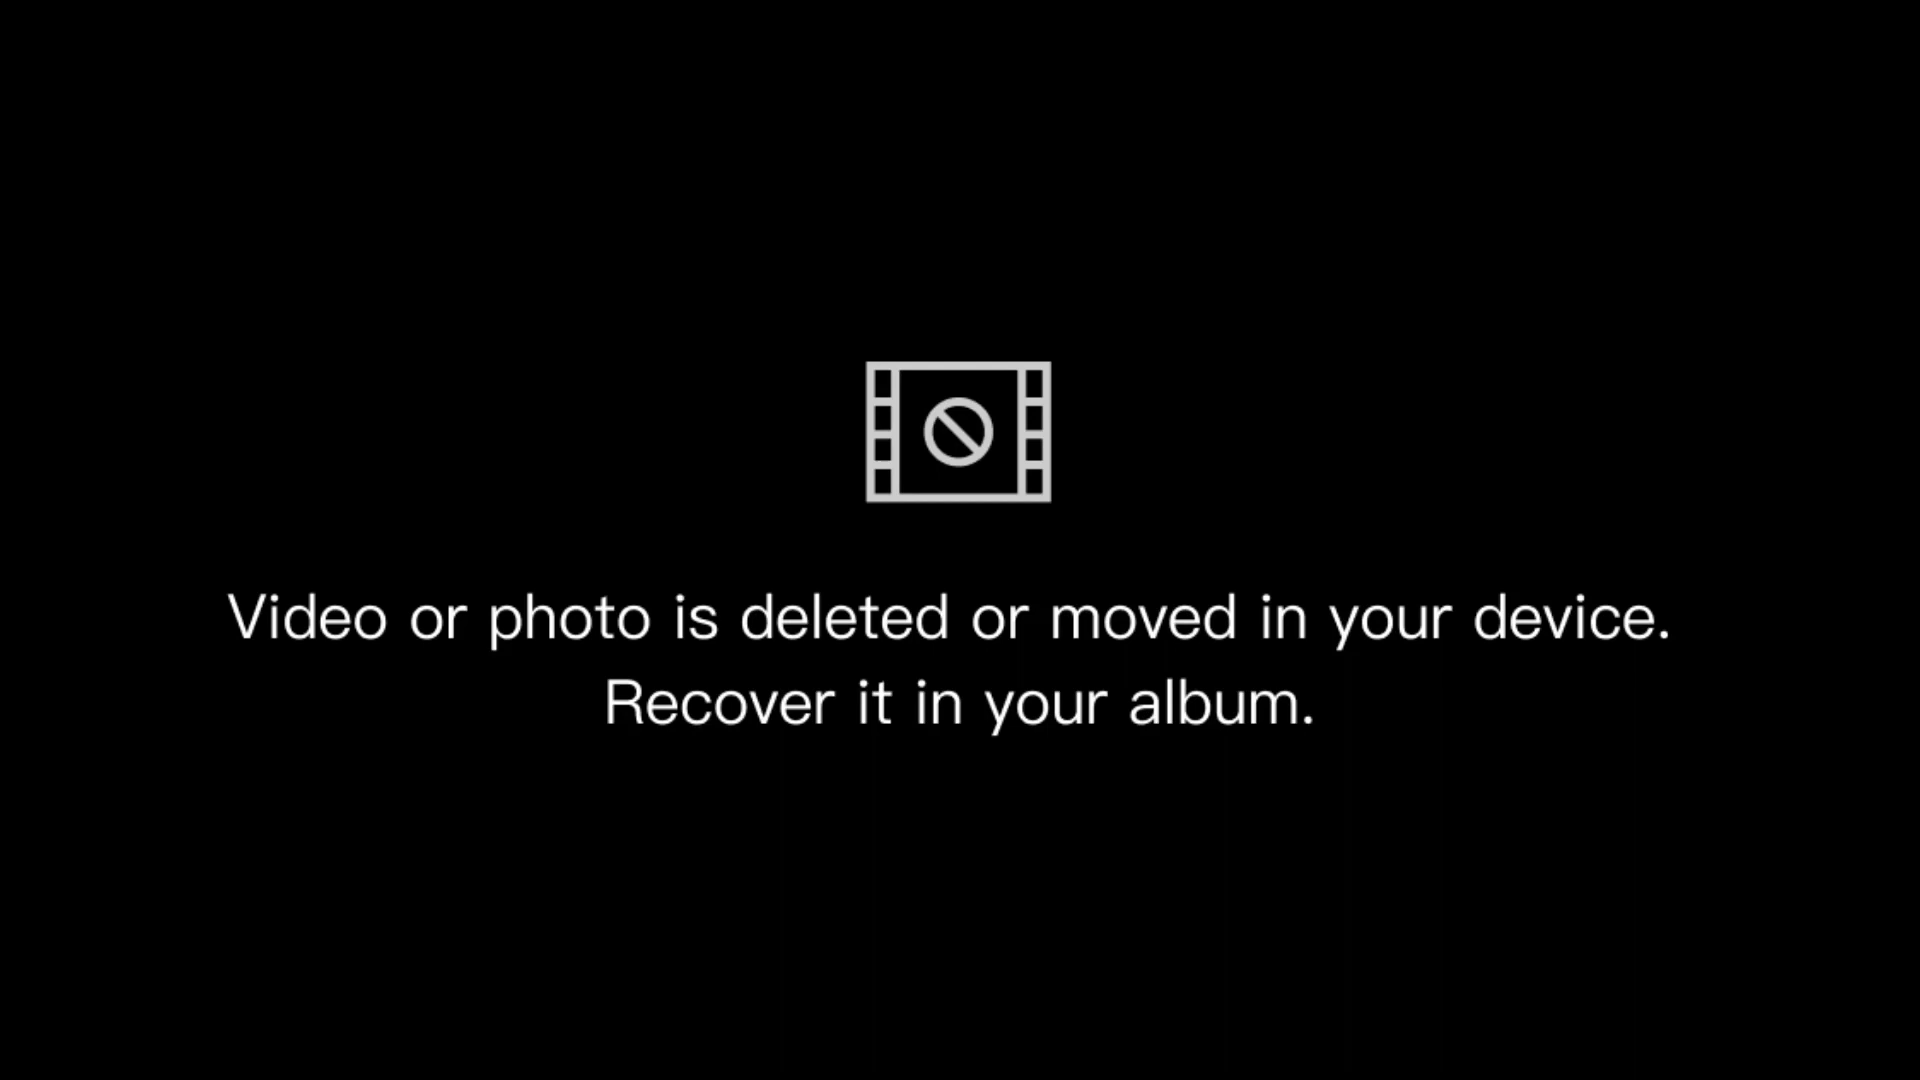 Video or photo is deleted or moved in your device.
Recover it in your album.